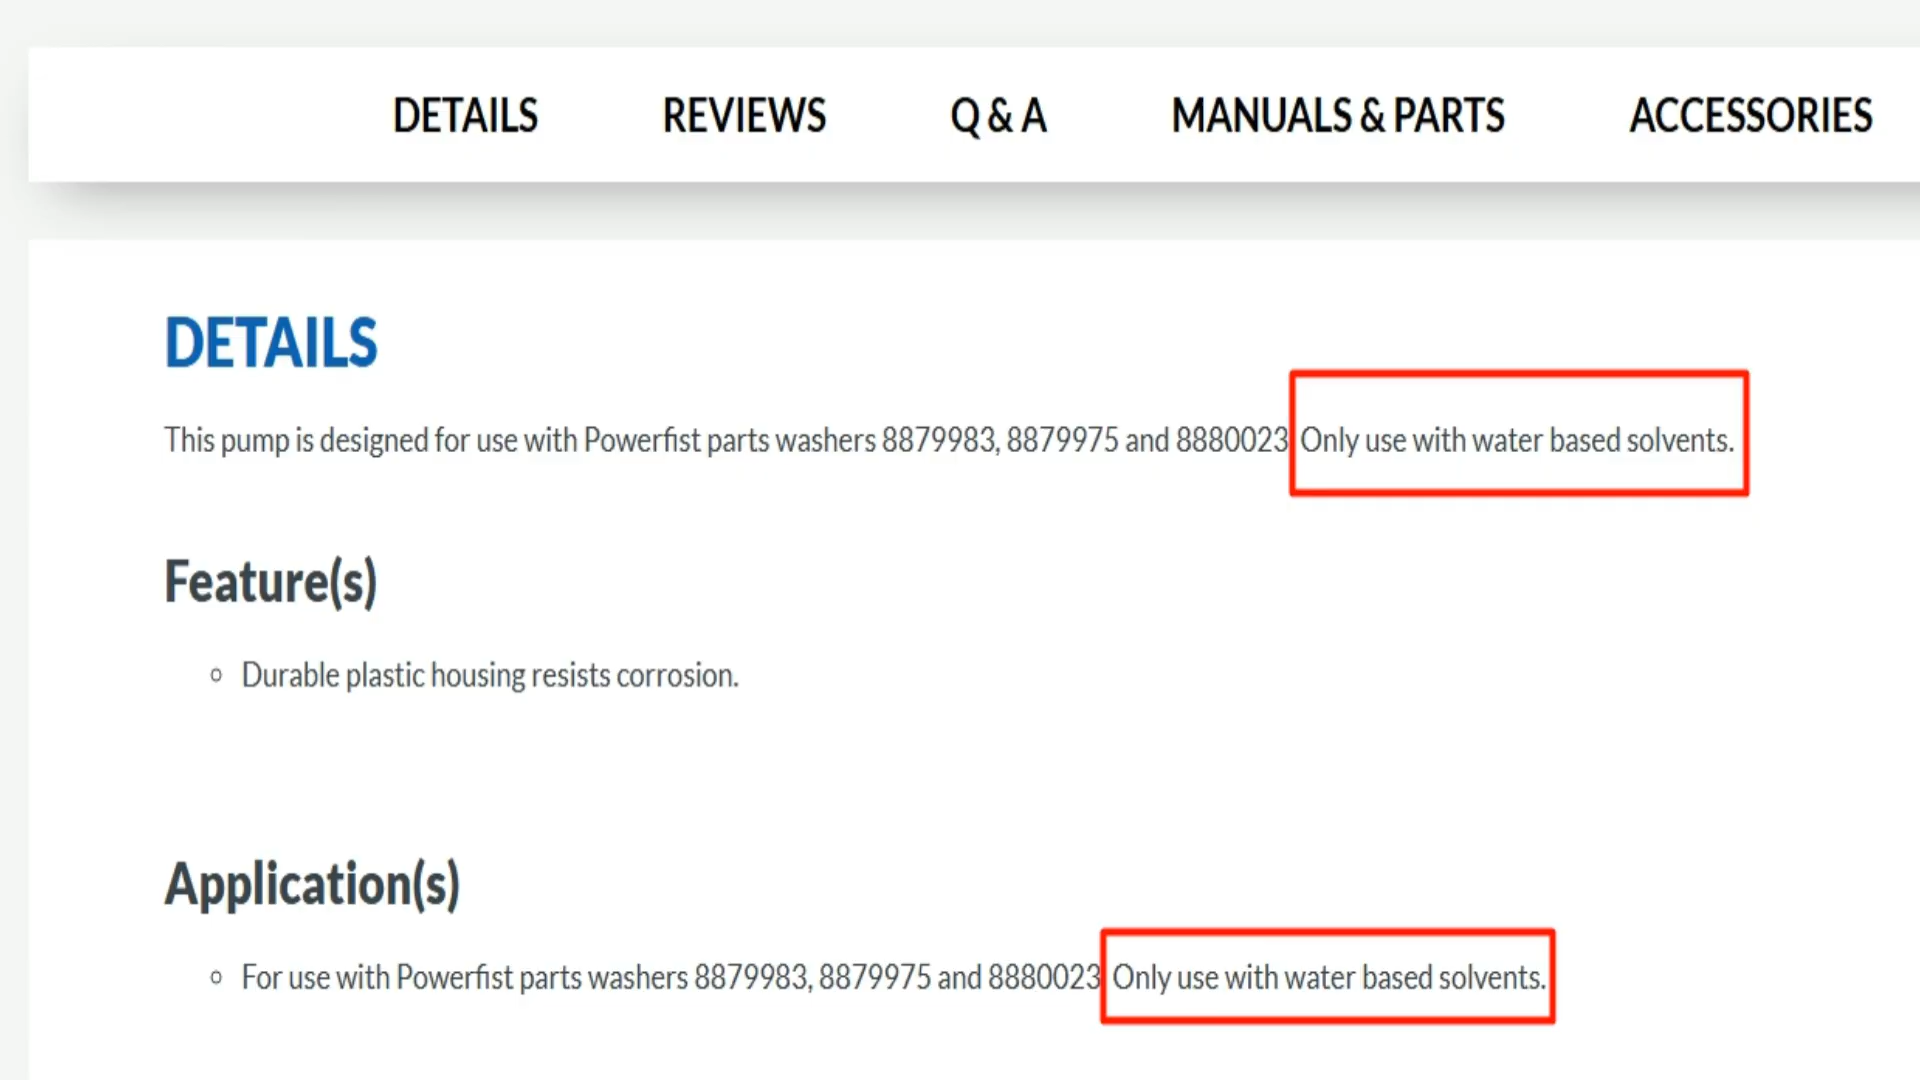 DETAILS REVIEWS Q & A MANUALS & PARTS ACCESSORIES
DETAILS
This pump is designed for use with Powerfist parts washers 8879983, 8879975 and 8880023 Only use with water based solvents.
Feature(s)
Durable plastic housing resists corrosion.
Application(s)
For use with Powerfist parts washers 8879983, 8879975 and 8880023 Only use with water based solvents.